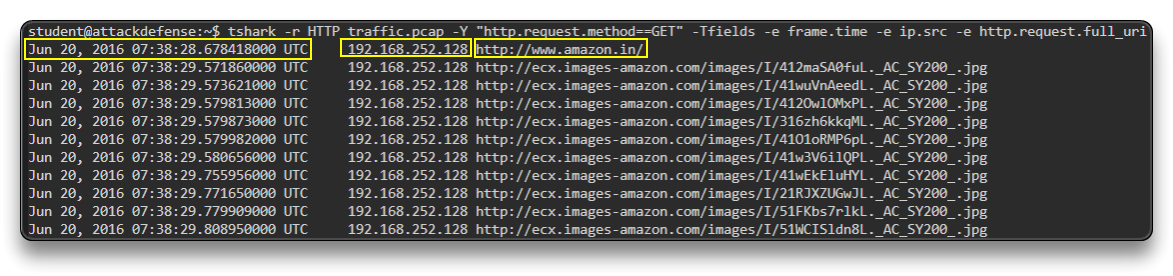 student@attackdefense:~$ tshark -r HTTP_traffic.pcap -Y "http.request.method==GET" -Tfields -e frame.time -e ip.src -e http.request.full_uri
Jun 20, 2016 07:38:28.678418000 UTC 192.168.252.128 http://www.amazon.in/
Jun 20, 2016 07:38:29.571860000 UTC 192.168.252.128 http://ecx.images-amazon.com/images/I/412maSA0fuL._AC_SY200_.jpg
Jun 20, 2016 07:38:29.573621000 UTC 192.168.252.128 http://ecx.images-amazon.com/images/I/41wuVnAeedL._AC_SY200_.jpg
Jun 20, 2016 07:38:29.579813000 UTC 192.168.252.128 http://ecx.images-amazon.com/images/I/412OwlOMxPL._AC_SY200_.jpg
Jun 20, 2016 07:38:29.579873000 UTC 192.168.252.128 http://ecx.images-amazon.com/images/I/316zh6kkqML._AC_SY200_.jpg
Jun 20, 2016 07:38:29.579982000 UTC 192.168.252.128 http://ecx.images-amazon.com/images/I/41O1oRMP6pL._AC_SY200_.jpg
Jun 20, 2016 07:38:29.580656000 UTC 192.168.252.128 http://ecx.images-amazon.com/images/I/41w3V6ilQPL._AC_SY200_.jpg
Jun 20, 2016 07:38:29.755956000 UTC 192.168.252.128 http://ecx.images-amazon.com/images/I/41wEkEluHYL._AC_SY200_.jpg
Jun 20, 2016 07:38:29.771650000 UTC 192.168.252.128 http://ecx.images-amazon.com/images/I/21RJXZUGwJL._AC_SY200_.jpg
Jun 20, 2016 07:38:29.779909000 UTC 192.168.252.128 http://ecx.images-amazon.com/images/I/51FKbs7rlkL._AC_SY200_.jpg
Jun 20, 2016 07:38:29.808950000 UTC 192.168.252.128 http://ecx.images-amazon.com/images/I/51WCISldn8L._AC_SY200_.jpg